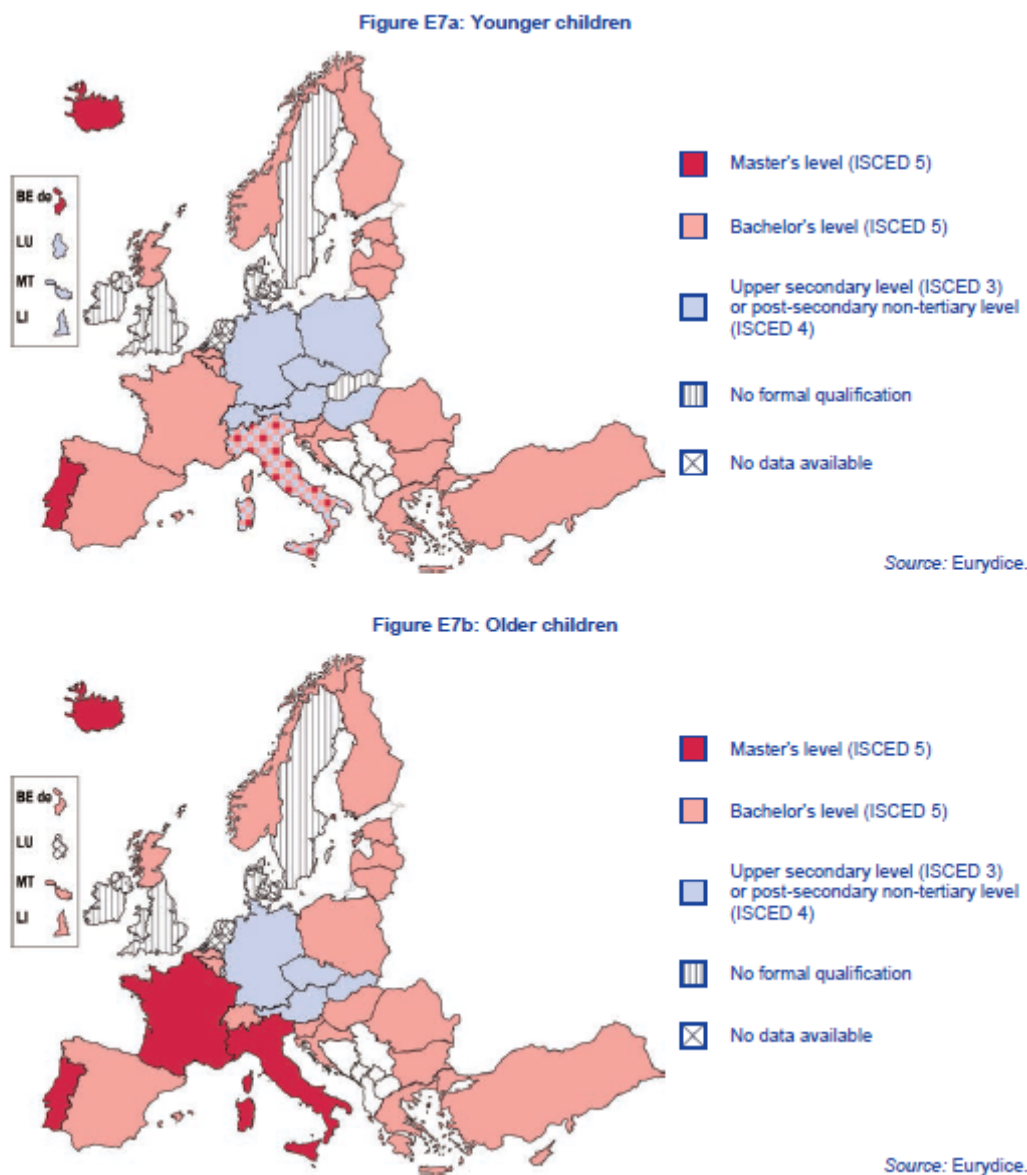 Figure E7a: Younger children
BE de
LU
MT
LI
Master's level (ISCED 5)
Bachelor's level (ISCED 5)
Upper secondary level (ISCED 3)
or post-secondary non-tertiary level
(ISCED 4)
No formal qualification
No data available
Source: Eurydice.
Figure E7b: Older children
BE de
LU
MT
LI
Master's level (ISCED 5)
Bachelor's level (ISCED 5)
Upper secondary level (ISCED 3)
or post-secondary non-tertiary level
(ISCED 4)
No formal qualification
No data available
Source: Eurydice.